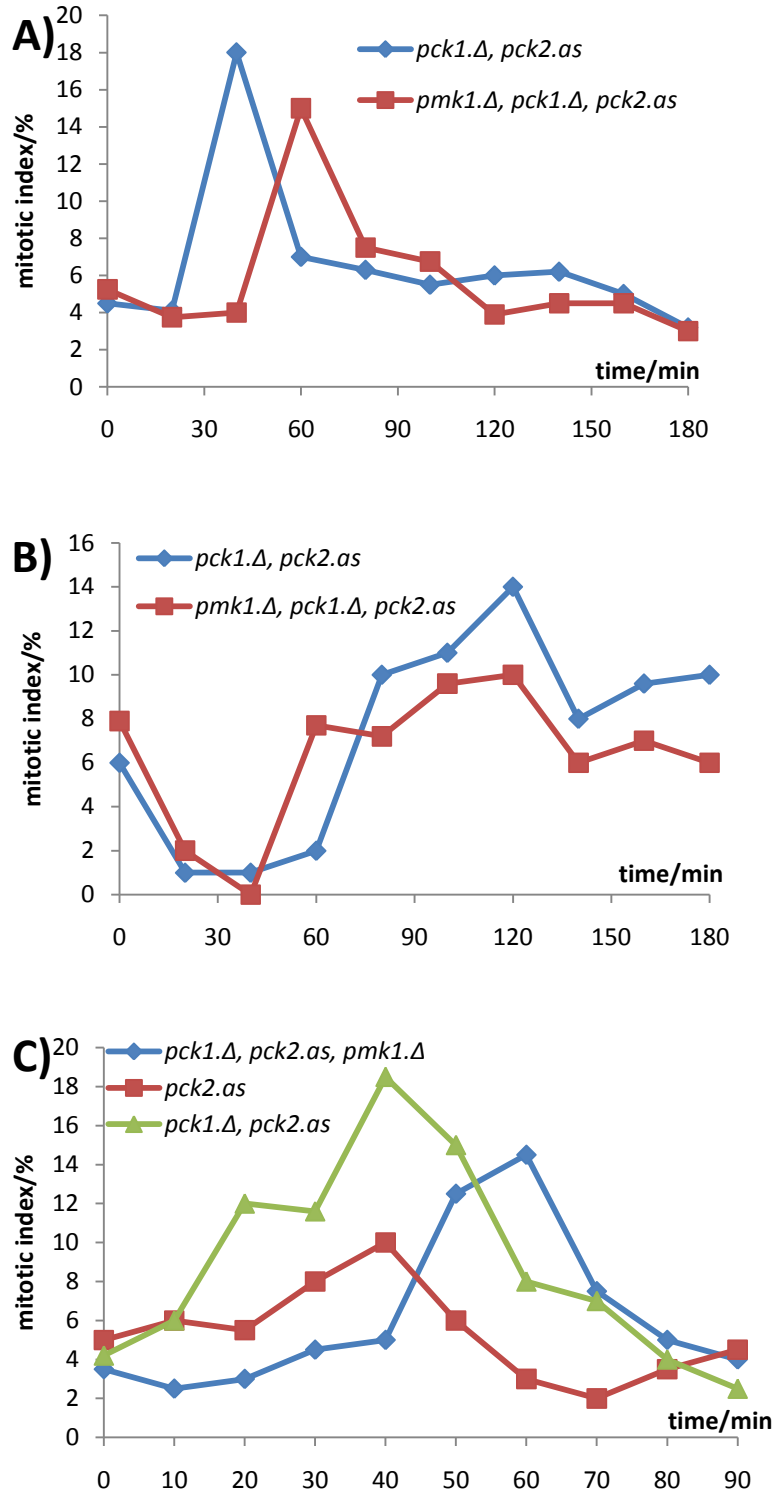 A)
20
18
16
14
12
10
8
6
4
2
0
mitotic index/%
pck1.Δ, pck2.as
pmk1.Δ, pck1.Δ, pck2.as
time/min
0 30 60 90 120 150 180
B)
16
14
12
10
8
6
4
2
0
mitotic index/%
pck1.Δ, pck2.as
pmk1.Δ, pck1.Δ, pck2.as
time/min
0 30 60 90 120 150 180
C)
20
18
16
14
12
10
8
6
4
2
0
mitotic index/%
pck1.Δ, pck2.as, pmk1.Δ
pck2.as
pck1.Δ, pck2.as
time/min
0 10 20 30 40 50 60 70 80 90